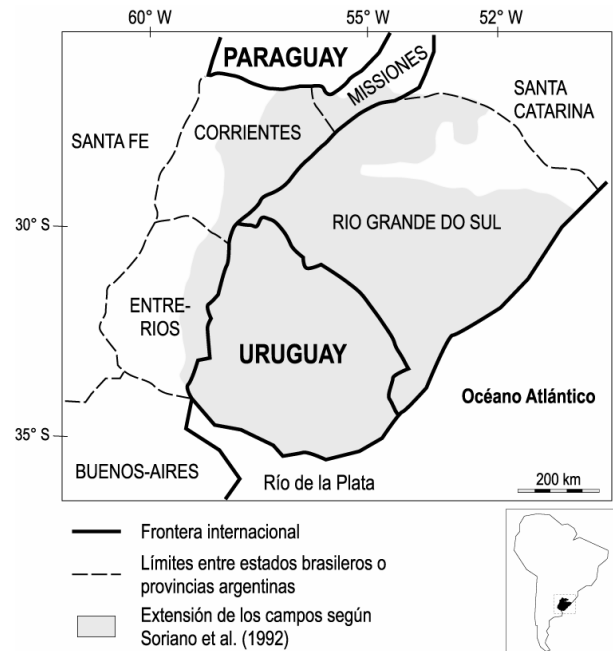 60° W 55° W 52° W
PARAGUAY
MISSIONES
SANTA
CATARINA
SANTA FE
CORRIENTES
30° S
RIO GRANDE DO SUL
ENTRE-
RIOS
URUGUAY
Océano Atlántico
35° S
BUENOS-AIRES
Río de la Plata
200 km
Frontera internacional
Límites entre estados brasileros o
provincias argentinas
Extensión de los campos según
Soriano et al. (1992)